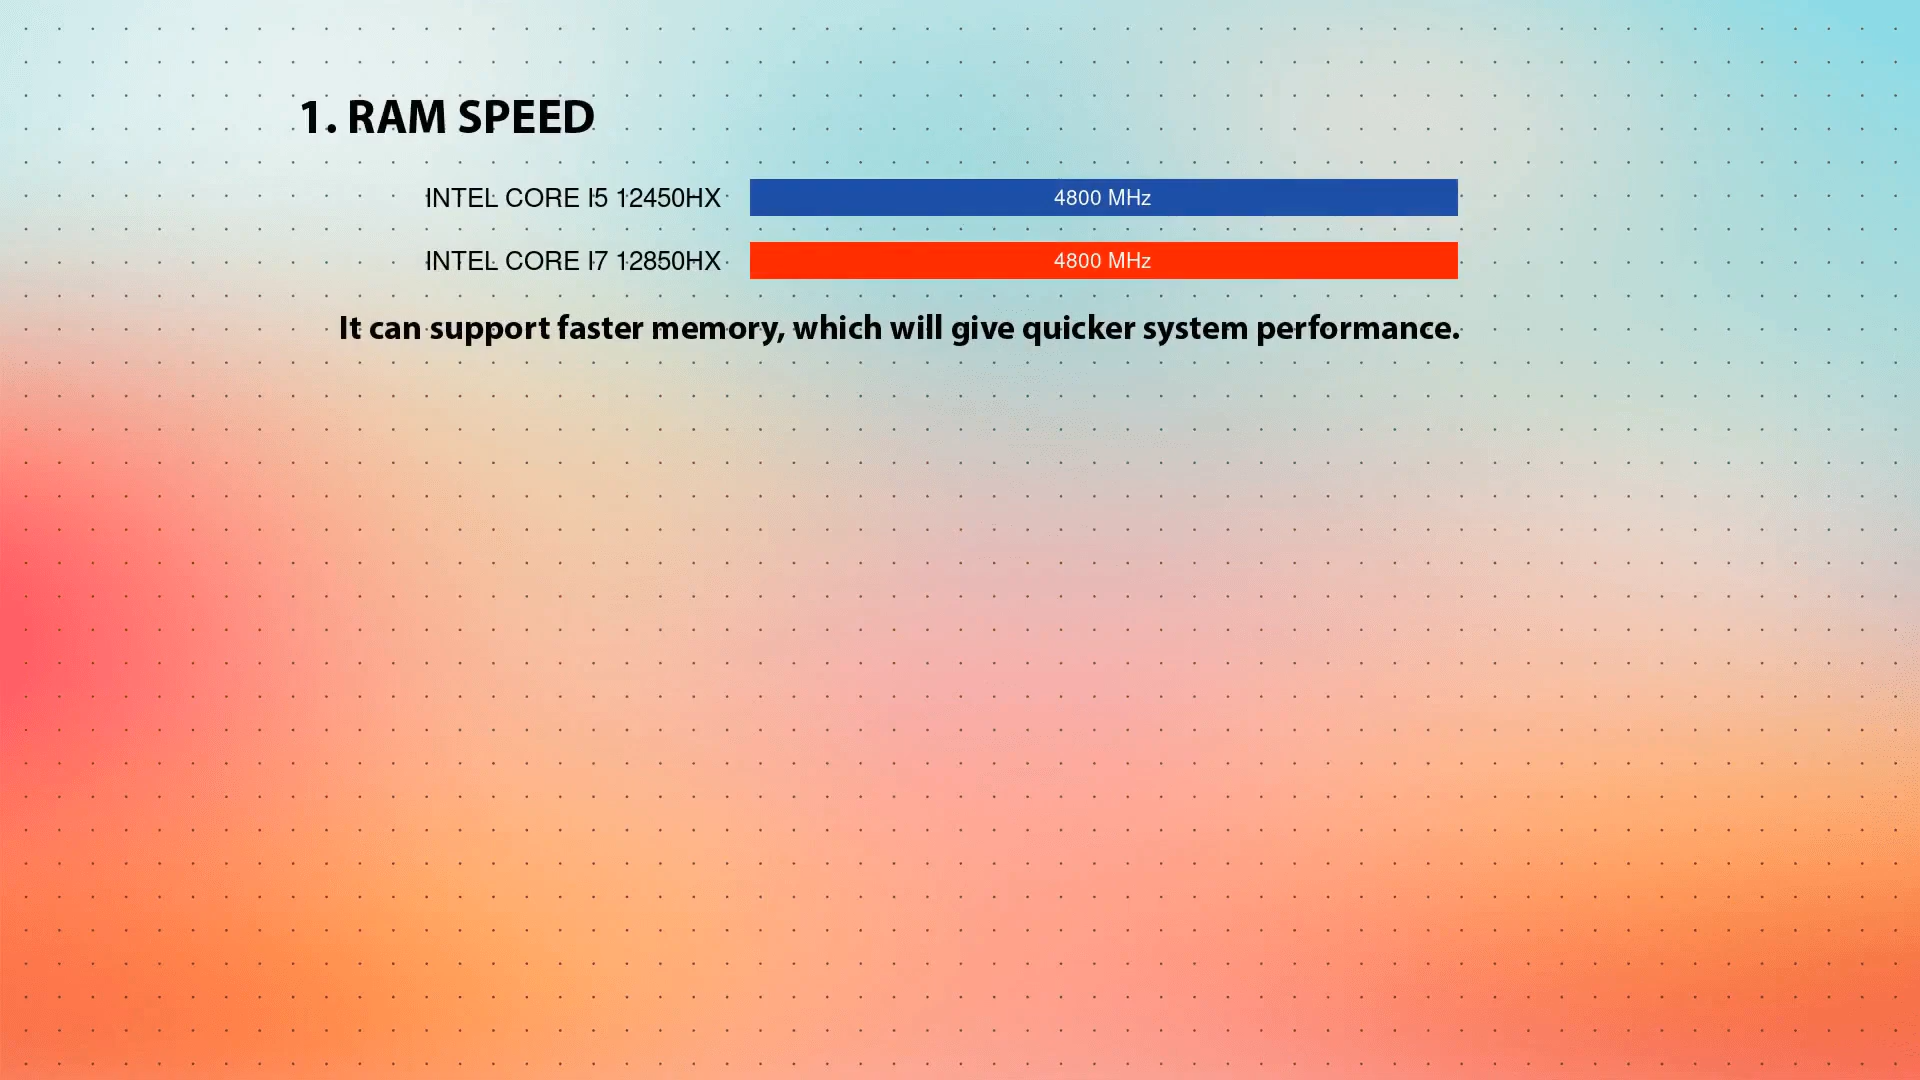 1. RAM SPEED
INTEL CORE I5 12450HX 4800 MHz
INTEL CORE I7 12850HX 4800 MHz
It can support faster memory, which will give quicker system performance.